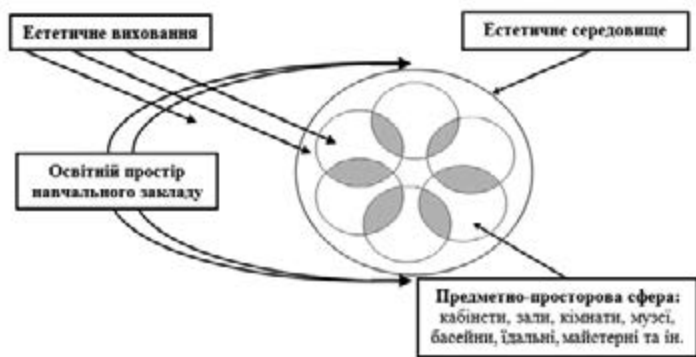 Естетичне виховання
Естетичне середовище
Освітній простір
навчального закладу
Предметно-просторова сфера:
кабінети, зали, кімнати, музеї,
басейни, їдальні, майстерні та ін.